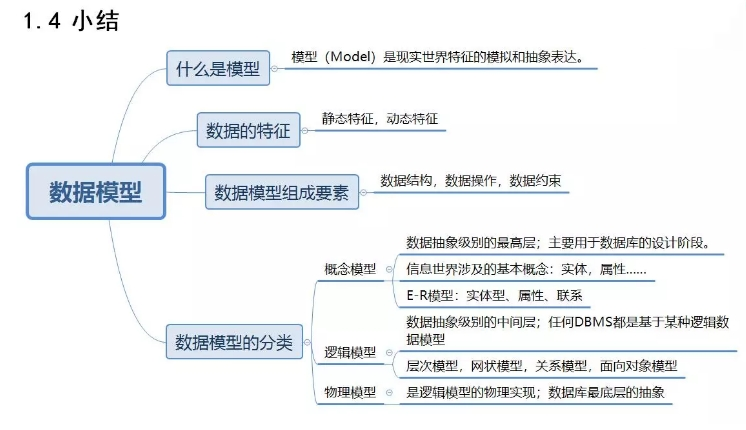 1.4 小结
数据模型
什么是模型
模型（Model）是现实世界特征的模拟和抽象表达。
数据的特征
静态特征，动态特征
数据模型组成要素
数据结构，数据操作，数据约束
数据模型的分类
概念模型
数据抽象级别的最高层；主要用于数据库的设计阶段。
信息世界涉及的基本概念：实体，属性......
E-R模型：实体型、属性、联系
逻辑模型
数据抽象级别的中间层；任何DBMS都是基于某种逻辑数
据模型
层次模型，网状模型，关系模型，面向对象模型
物理模型
是逻辑模型的物理实现；数据库最底层的抽象